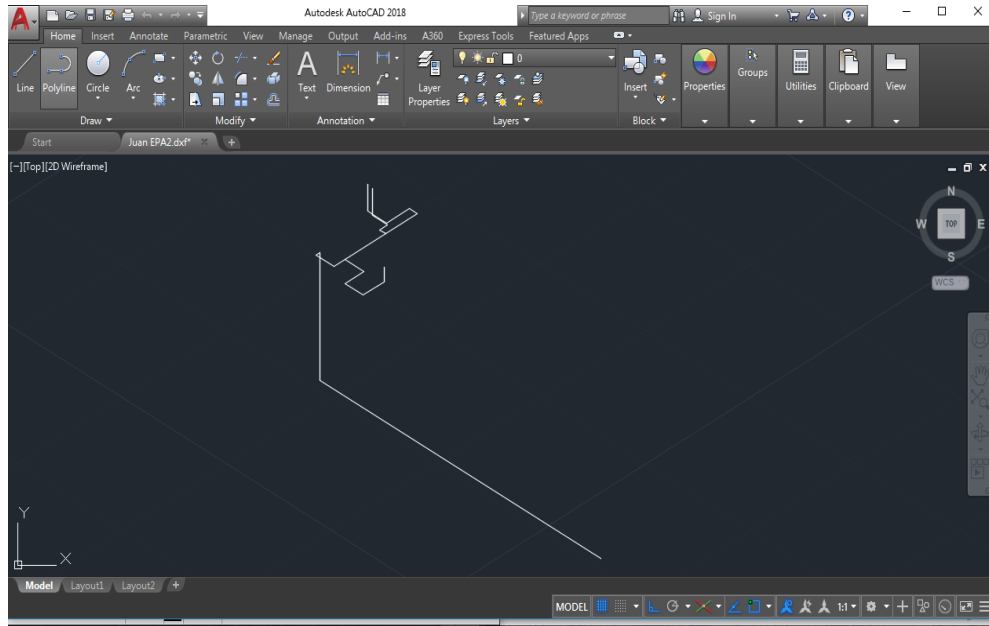 Autodesk AutoCAD 2018
Type a keyword or phrase
Sign In
Home Insert Annotate Parametric View Manage Output Add-ins A360 Express Tools Featured Apps
0
Line Polyline Circle Arc
Text Dimension
Layer
Properties
Insert
Properties
Groups
Utilities
Clipboard
View
Draw
Modify
Annotation
Layers
Block
Start
Juan EPA2.dxf*
[−][Top][2D Wireframe]
N
W TOP E
S
WCS
Y
X
Model Layout1 Layout2
MODEL 1:1